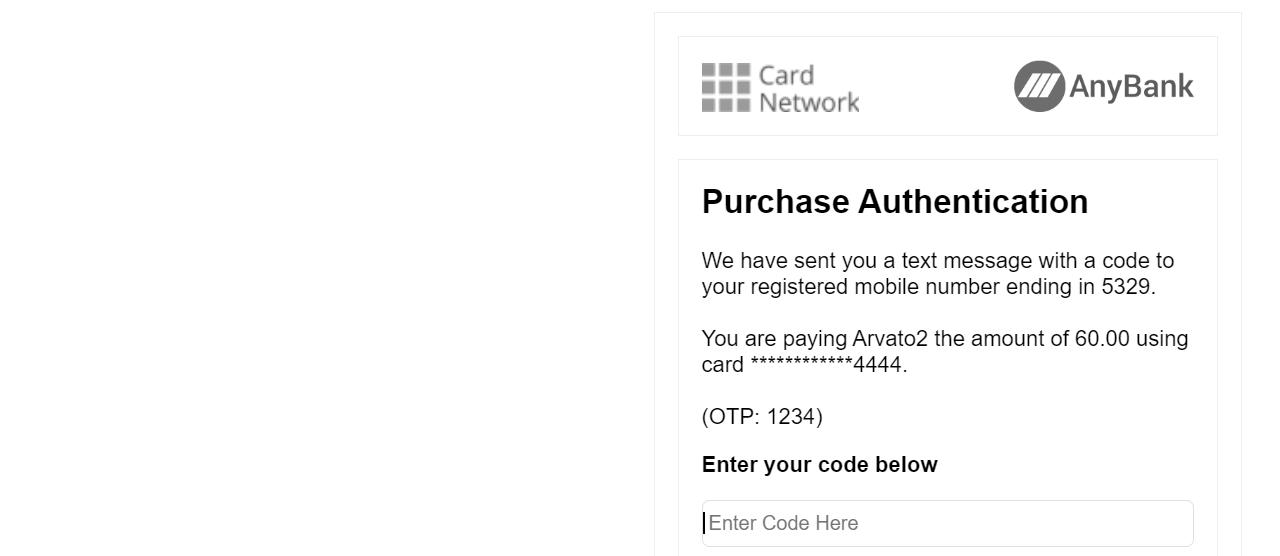 Card
Network
AnyBank
Purchase Authentication
We have sent you a text message with a code to
your registered mobile number ending in 5329.
You are paying Arvato2 the amount of 60.00 using
card ************4444.
(OTP: 1234)
Enter your code below
Enter Code Here